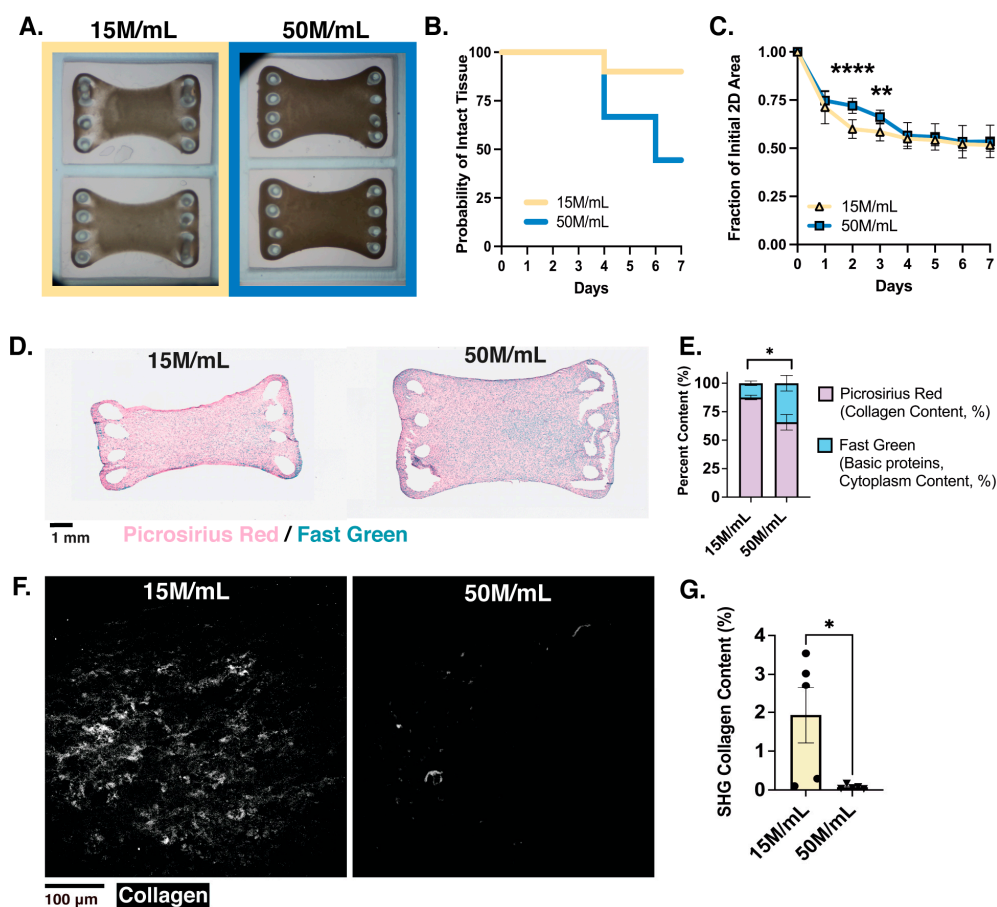 A.
15M/mL
50M/mL
B.
Probability of Intact Tissue
100
75
50
25
0
15M/mL
50M/mL
0 1 2 3 4 5 6 7
Days
C.
Fraction of Initial 2D Area
1.00
0.75
0.50
0.25
0.00
****
**
15M/mL
50M/mL
0 1 2 3 4 5 6 7
Days
D.
15M/mL
50M/mL
1 mm
Picrosirius Red / Fast Green
E.
Percent Content (%)
100
75
50
25
0
*
15M/mL
50M/mL
Picrosirius Red
(Collagen Content, %)
Fast Green
(Basic proteins,
Cytoplasm Content, %)
F.
15M/mL
50M/mL
100 µm
Collagen
G.
SHG Collagen Content (%)
4
3
2
1
0
*
15M/mL
50M/mL